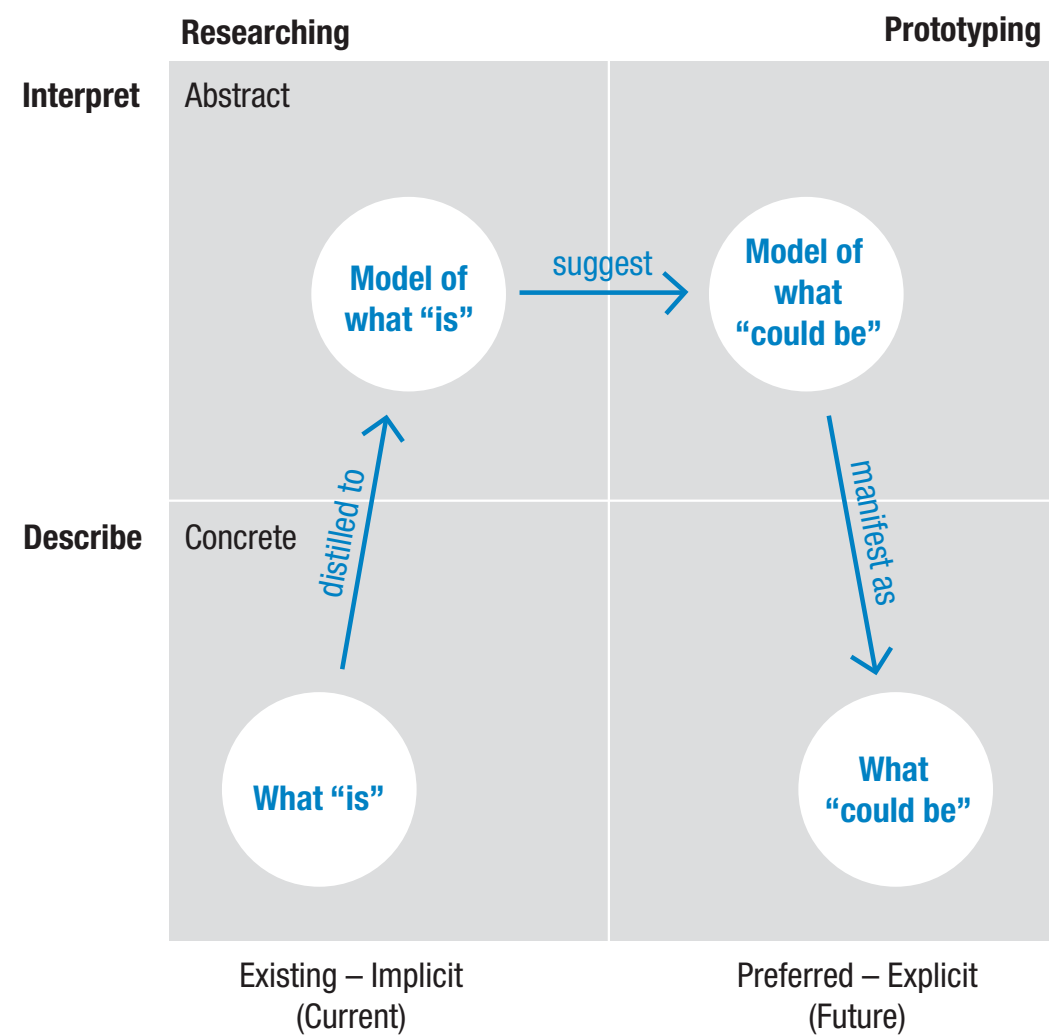 Researching
Prototyping
Interpret
Abstract
Model of
what “is”
suggest
Model of
what
“could be”
distilled to
manifest as
Describe
Concrete
What “is”
What
“could be”
Existing – Implicit
(Current)
Preferred – Explicit
(Future)